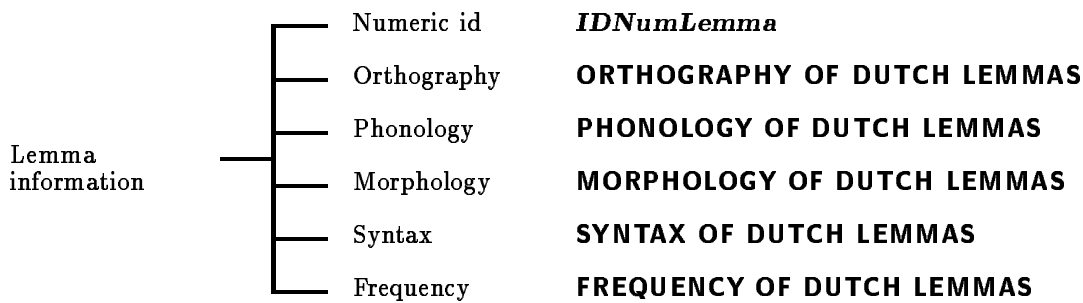 Numeric id IDNumLemma
Orthography ORTHOGRAPHY OF DUTCH LEMMAS
Phonology PHONOLOGY OF DUTCH LEMMAS
Lemma
information
Morphology MORPHOLOGY OF DUTCH LEMMAS
Syntax SYNTAX OF DUTCH LEMMAS
Frequency FREQUENCY OF DUTCH LEMMAS